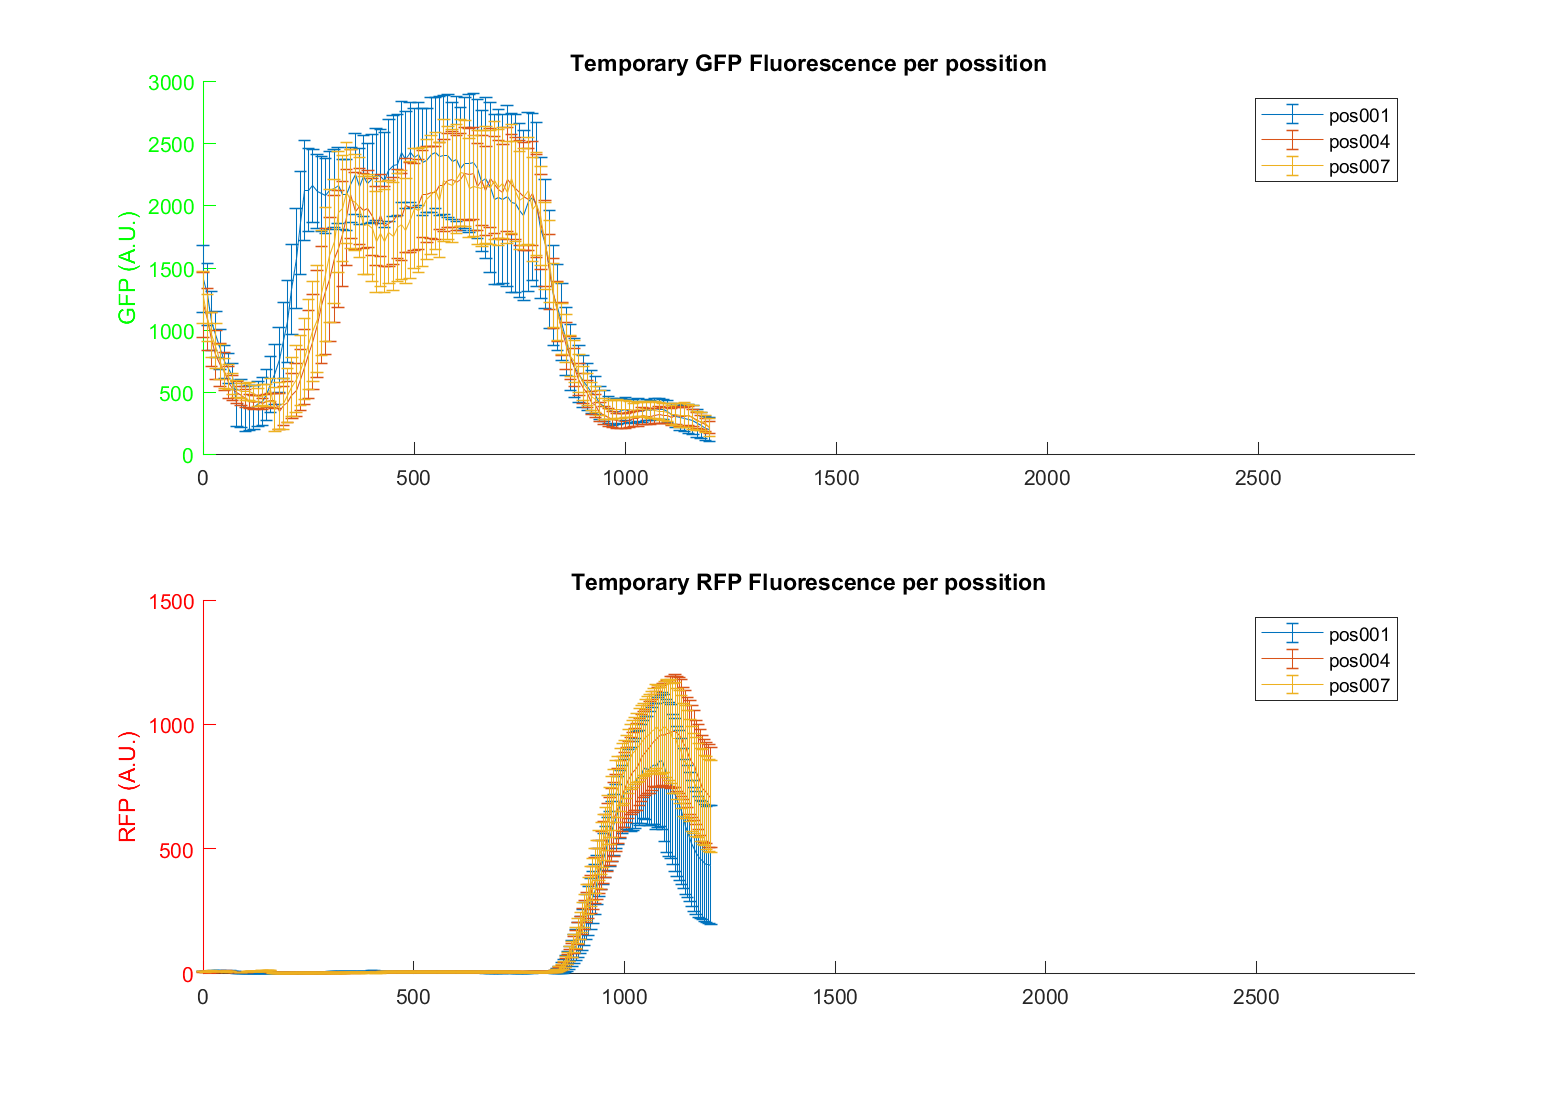 Temporary GFP Fluorescence per possition
3000
2500
2000
1500
1000
500
0
GFP (A.U.)
pos001
pos004
pos007
0 500 1000 1500 2000 2500
Temporary RFP Fluorescence per possition
1500
1000
500
0
RFP (A.U.)
pos001
pos004
pos007
0 500 1000 1500 2000 2500